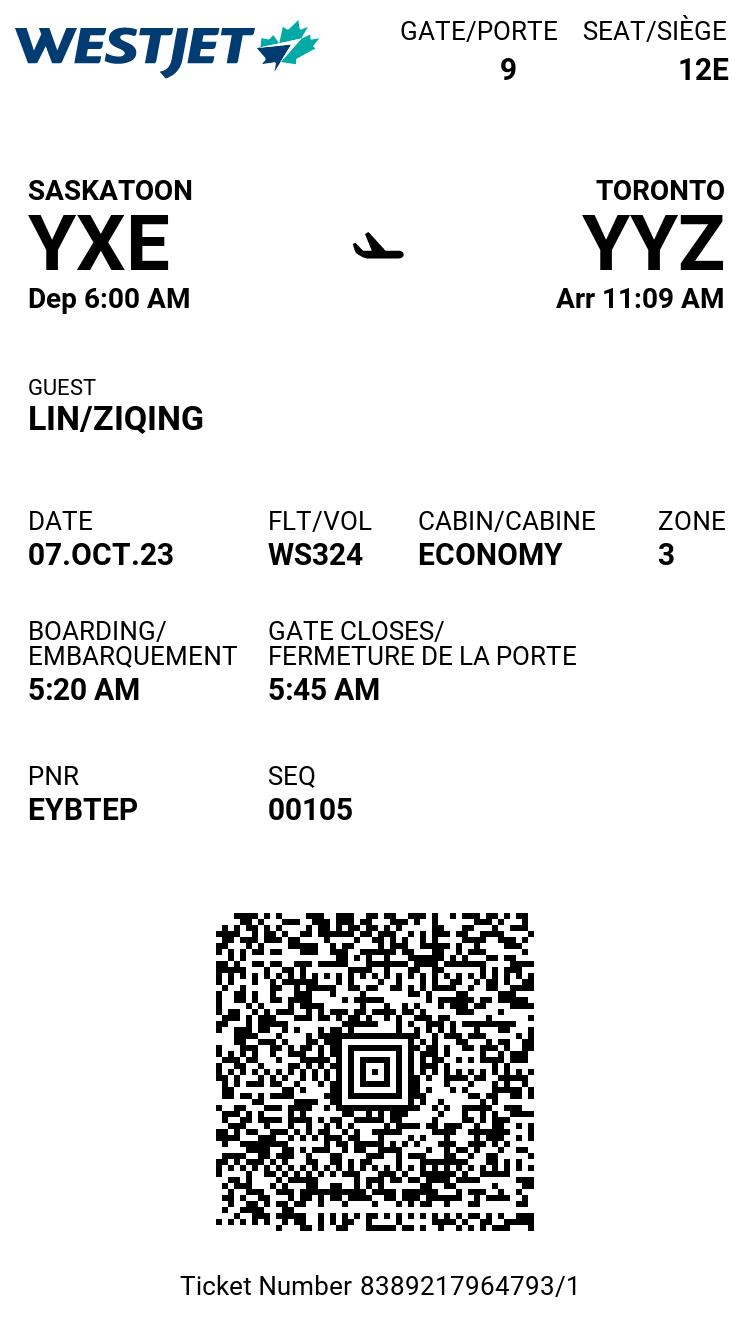 WESTJET
GATE/PORTE SEAT/SIÈGE
9 12E
SASKATOON TORONTO
YXE YYZ
Dep 6:00 AM Arr 11:09 AM
GUEST
LIN/ZIQING
DATE FLT/VOL CABIN/CABINE ZONE
07.OCT.23 WS324 ECONOMY 3
BOARDING/ GATE CLOSES/
EMBARQUEMENT FERMETURE DE LA PORTE
5:20 AM 5:45 AM
PNR SEQ
EYBTEP 00105
Ticket Number 8389217964793/1